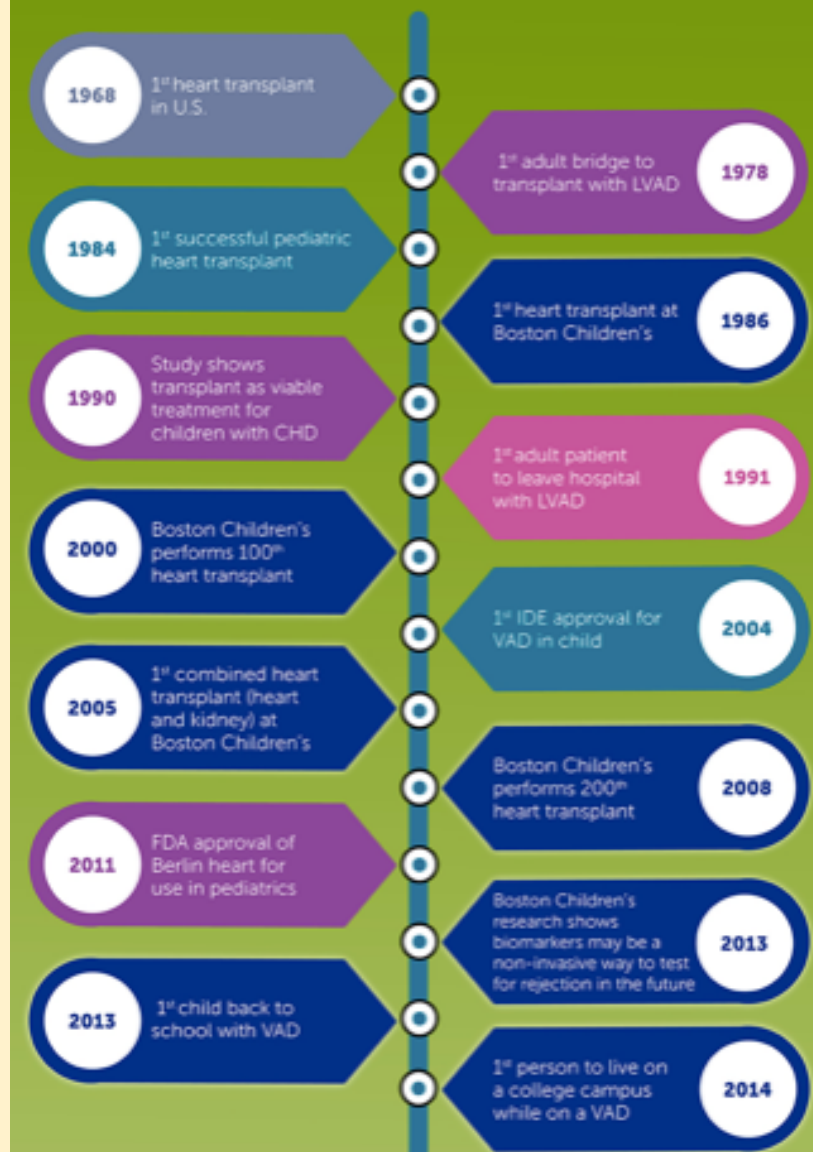 1968
1st heart transplant
in U.S.
1st adult bridge to
transplant with LVAD
1978
1984
1st successful pediatric
heart transplant
1st heart transplant at
Boston Children's
1986
1990
Study shows
transplant as viable
treatment for
children with CHD
1st adult patient
to leave hospital
with LVAD
1991
2000
Boston Children's
performs 100th
heart transplant
1st IDE approval for
VAD in child
2004
2005
1st combined heart
transplant (heart
and kidney) at
Boston Children's
Boston Children's
performs 200th
heart transplant
2008
2011
FDA approval of
Berlin heart for
use in pediatrics
Boston Children's
research shows
biomarkers may be a
non-invasive way to test
for rejection in the future
2013
2013
1st child back to
school with VAD
1st person to live on
a college campus
while on a VAD
2014